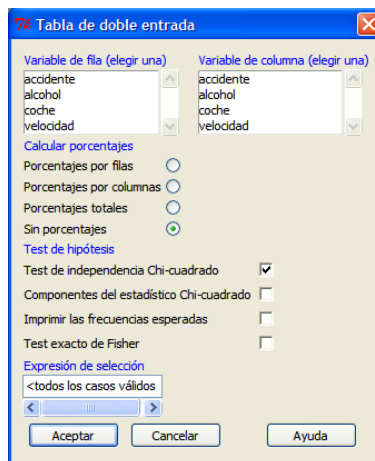 Tabla de doble entrada
Variable de fila (elegir una) Variable de columna (elegir una)
accidente accidente
alcohol alcohol
coche coche
velocidad velocidad
Calcular porcentajes
Porcentajes por filas
Porcentajes por columnas
Porcentajes totales
Sin porcentajes
Test de hipótesis
Test de independencia Chi-cuadrado
Componentes del estadístico Chi-cuadrado
Imprimir las frecuencias esperadas
Test exacto de Fisher
Expresión de selección
<todos los casos válidos
Aceptar Cancelar Ayuda